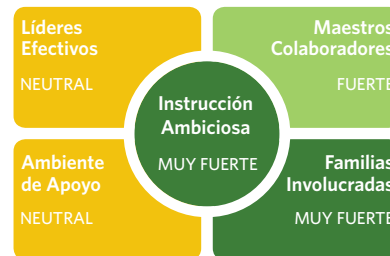 Líderes
Efectivos
NEUTRAL
Maestros
Colaboradores
FUERTE
Instrucción
Ambiciosa
MUY FUERTE
Ambiente
de Apoyo
NEUTRAL
Familias
Involucradas
MUY FUERTE